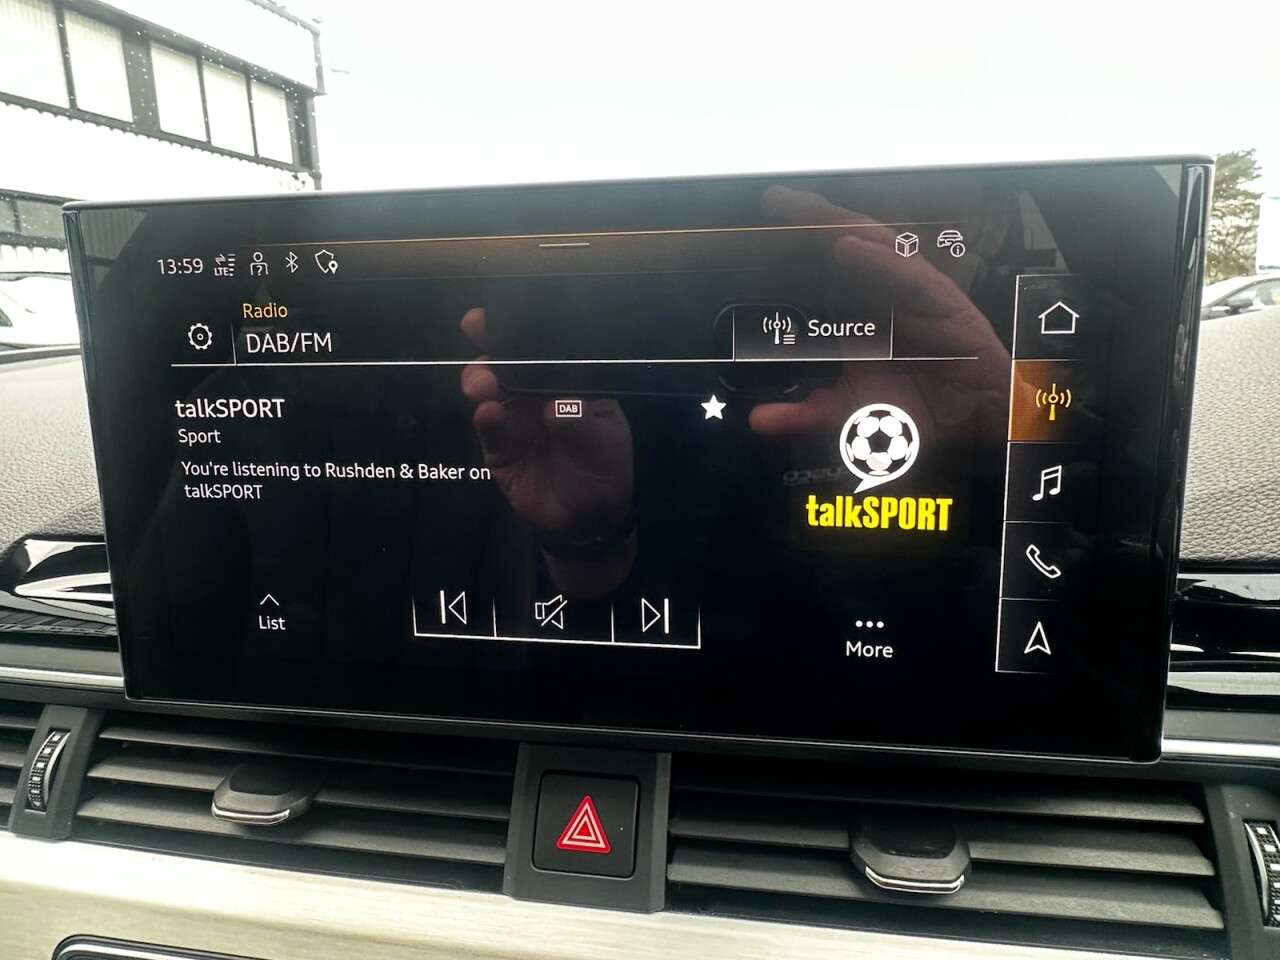 13:59
LTE
Radio
DAB/FM
Source
talkSPORT
DAB
Sport
You're listening to Rushden & Baker on
talkSPORT
talkSPORT
List
More